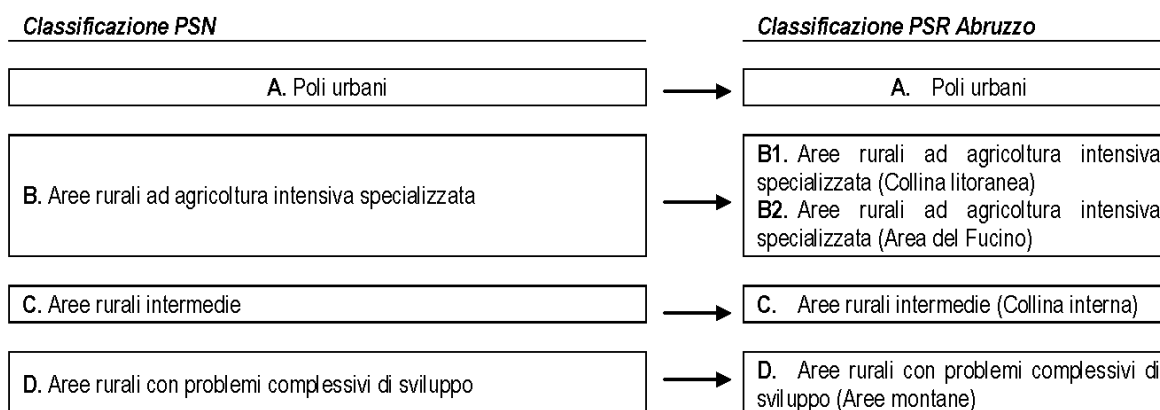 Classificazione PSN
Classificazione PSR Abruzzo
A. Poli urbani
A. Poli urbani
B. Aree rurali ad agricoltura intensiva specializzata
B1. Aree rurali ad agricoltura intensiva
specializzata (Collina litoranea)
B2. Aree rurali ad agricoltura intensiva
specializzata (Area del Fucino)
C. Aree rurali intermedie
C. Aree rurali intermedie (Collina interna)
D. Aree rurali con problemi complessivi di sviluppo
D. Aree rurali con problemi complessivi di
sviluppo (Aree montane)